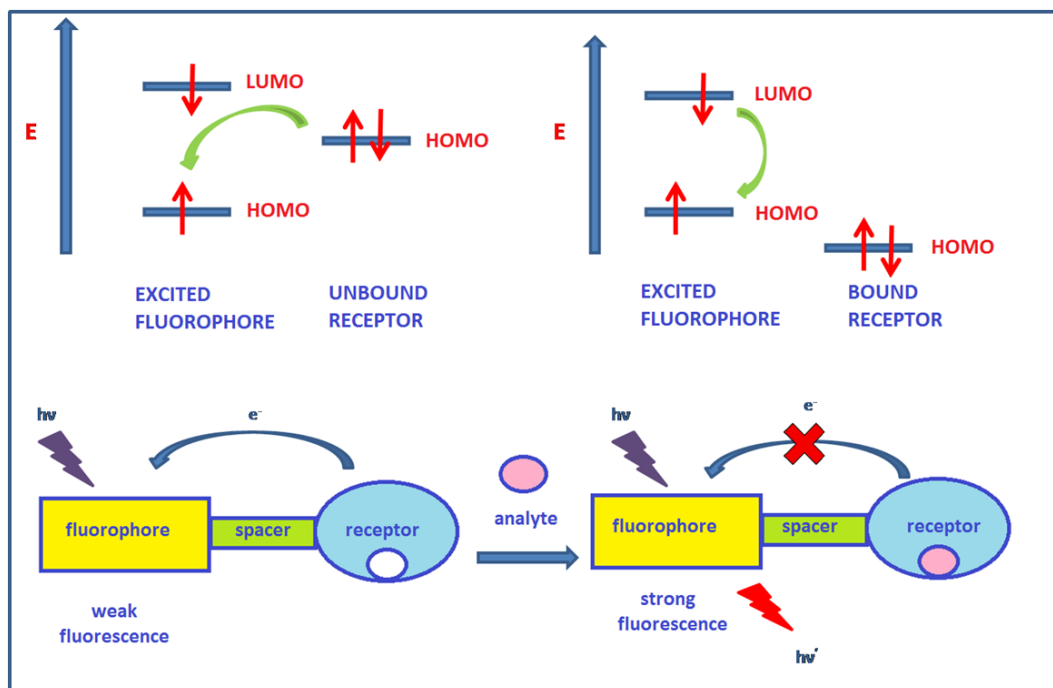 E
LUMO
HOMO
HOMO
EXCITED
FLUOROPHORE
UNBOUND
RECEPTOR
E
LUMO
HOMO
HOMO
EXCITED
FLUOROPHORE
BOUND
RECEPTOR
hν
e⁻
fluorophore
spacer
receptor
weak
fluorescence
analyte
hν
e⁻
fluorophore
spacer
receptor
strong
fluorescence
hν'